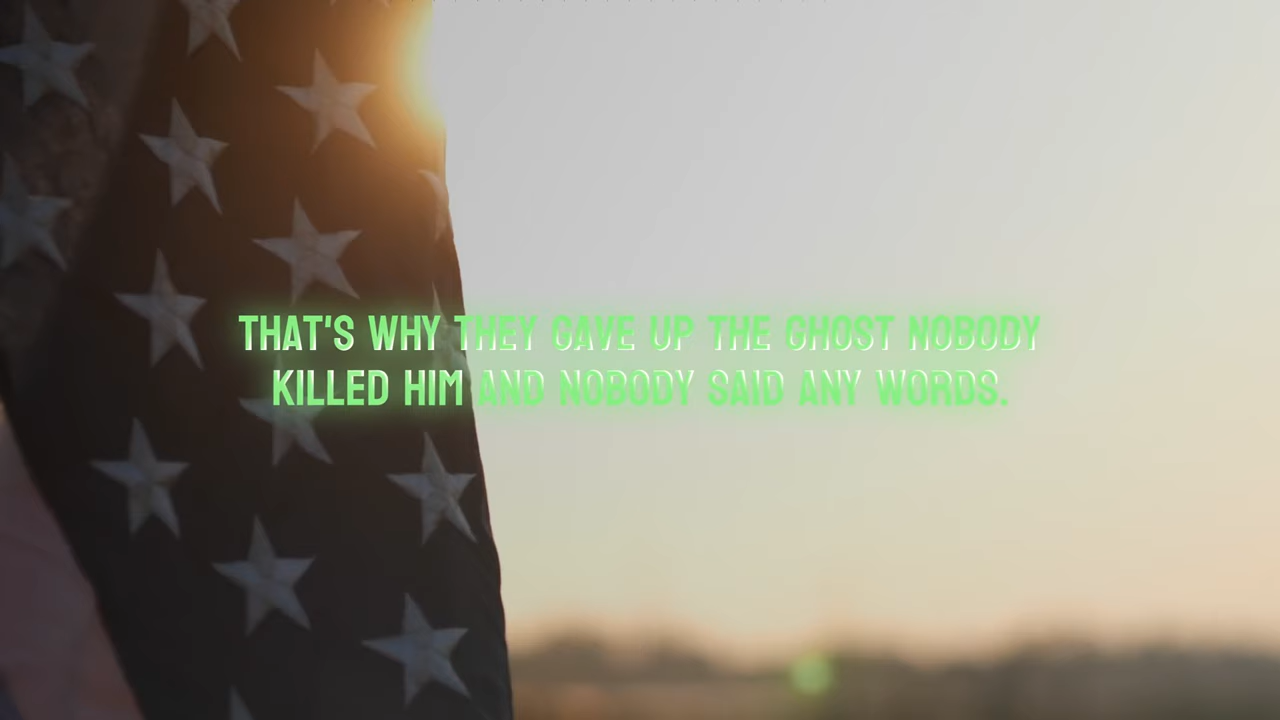 THAT'S WHY THEY GAVE UP THE GHOST NOBODY
KILLED HIM AND NOBODY SAID ANY WORDS.